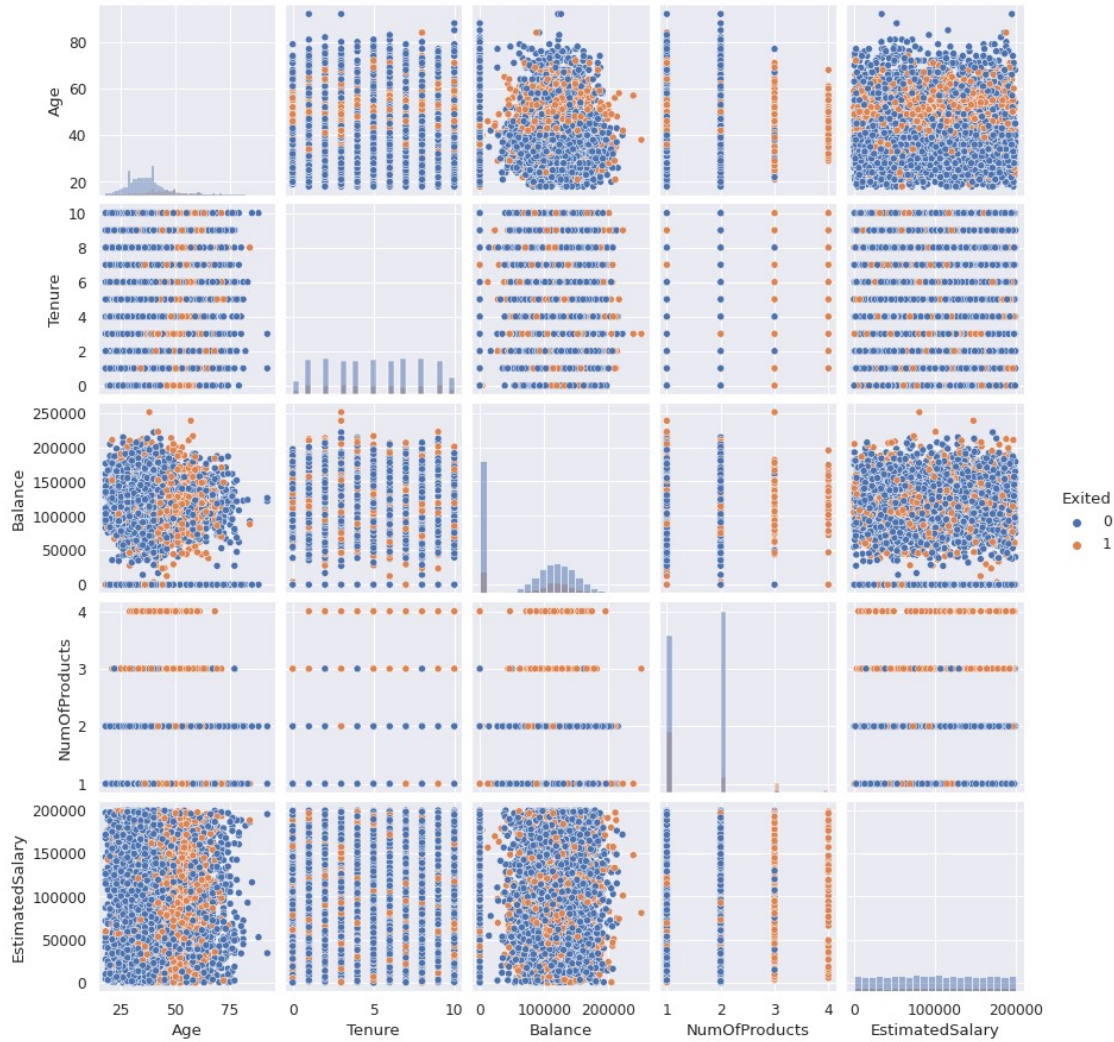 80
60
40
20
Age
10
8
6
4
2
0
Tenure
250000
200000
150000
100000
50000
0
Balance
4
3
2
1
NumOfProducts
200000
150000
100000
50000
0
EstimatedSalary
25 50 75
Age
0 5 10
Tenure
0 100000 200000
Balance
1 2 3 4
NumOfProducts
0 100000 200000
EstimatedSalary
Exited
0
1